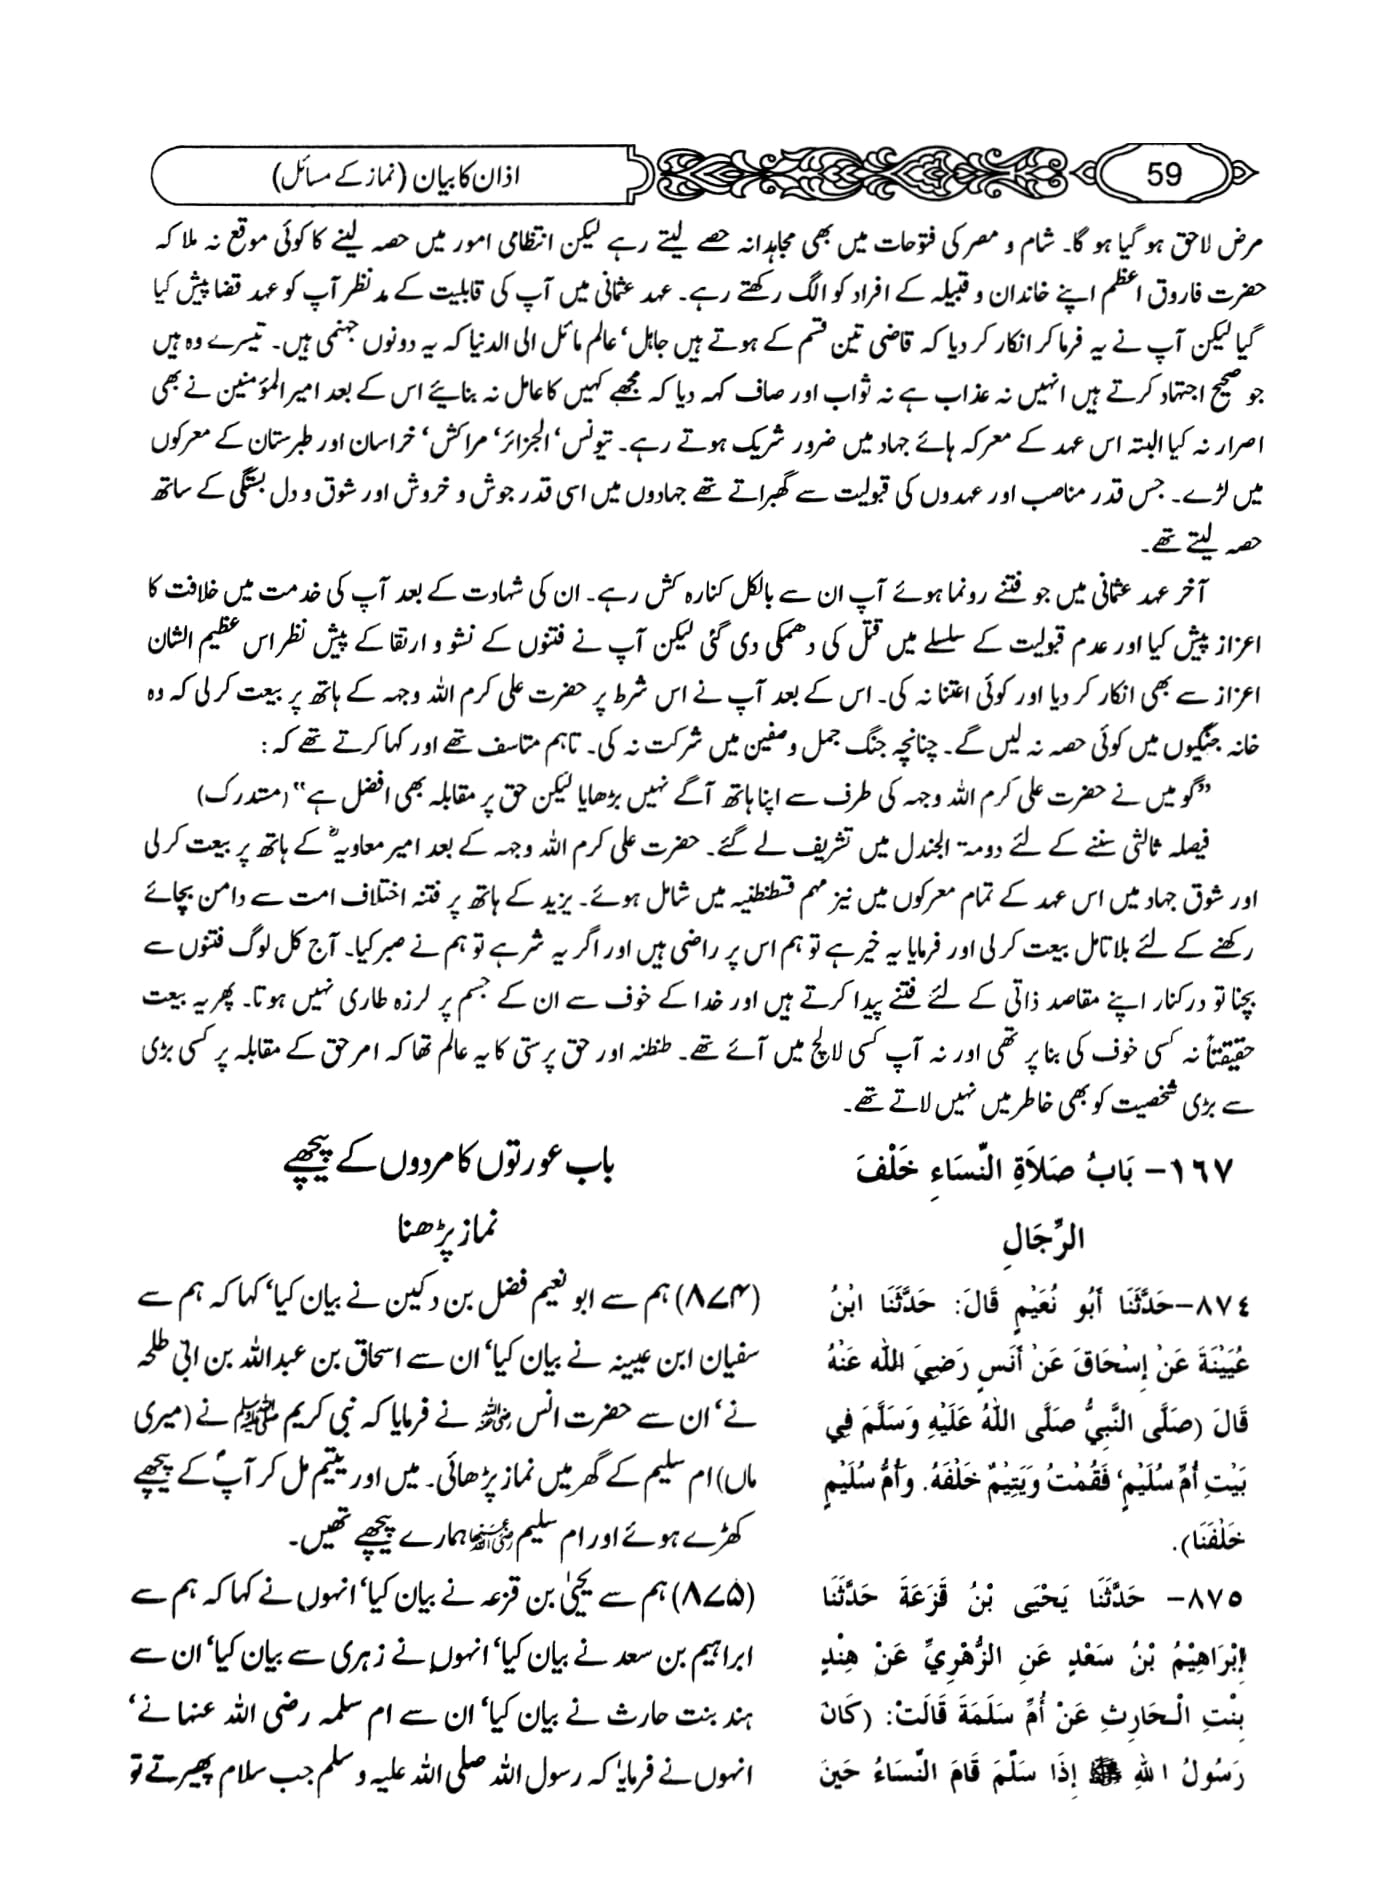 59
اذان کا بیان (نماز کے مسائل)
مرض لاحق ہو گیا ہو گا۔ شام و مصر کی فتوحات میں بھی مجاہدانہ حصے لیتے رہے لیکن انتظامی امور میں حصہ لینے کا کوئی موقع نہ ملا کہ
حضرت فاروق اعظم اپنے خاندان و قبیلہ کے افراد کو الگ رکھتے رہے۔ عہد عثمانی میں آپ کی قابلیت کے مد نظر آپ کو عہد قضا پیش کیا
گیا لیکن آپ نے یہ فرما کر انکار کر دیا کہ قاضی تین قسم کے ہوتے ہیں جاہل‘ عالم مائل الی الدنیا کہ یہ دونوں جہنمی ہیں۔ تیسرے وہ ہیں
جو صحیح اجتہاد کرتے ہیں انہیں نہ عذاب ہے نہ ثواب اور صاف کہہ دیا کہ مجھے کہیں کا عامل نہ بنائیے اس کے بعد امیر المؤمنین نے بھی
اصرار نہ کیا البتہ اس عہد کے معرکہ ہائے جہاد میں ضرور شریک ہوتے رہے۔ تیونس‘ الجزائر‘ مراکش‘ خراسان اور طبرستان کے معرکوں
میں لڑے۔ جس قدر مناصب اور عہدوں کی قبولیت سے گھبراتے تھے جہادوں میں اسی قدر جوش و خروش اور شوق و دل بستگی کے ساتھ
حصہ لیتے تھے۔
آخر عہد عثمانی میں جو فتنے رونما ہوئے آپ ان سے بالکل کنارہ کش رہے۔ ان کی شہادت کے بعد آپ کی خدمت میں خلافت کا
اعزاز پیش کیا اور عدم قبولیت کے سلسلے میں قتل کی دھمکی دی گئی لیکن آپ نے فتنوں کے نشو و ارتقا کے پیش نظر اس عظیم الشان
اعزاز سے بھی انکار کر دیا اور کوئی اعتنا نہ کی۔ اس کے بعد آپ نے اس شرط پر حضرت علی کرم اللہ وجہہ کے ہاتھ پر بیعت کر لی کہ وہ
خانہ جنگیوں میں کوئی حصہ نہ لیں گے۔ چنانچہ جنگ جمل و صفین میں شرکت نہ کی۔ تاہم متاسف تھے اور کہا کرتے تھے کہ:
”گو میں نے حضرت علی کرم اللہ وجہہ کی طرف سے اپنا ہاتھ آگے نہیں بڑھایا لیکن حق پر مقابلہ بھی افضل ہے“ (مستدرک)
فیصلہ ثالثی سننے کے لئے دومۃ الجندل میں تشریف لے گئے۔ حضرت علی کرم اللہ وجہہ کے بعد امیر معاویہؓ کے ہاتھ پر بیعت کر لی
اور شوق جہاد میں اس عہد کے تمام معرکوں میں نیز مہم قسطنطنیہ میں شامل ہوئے۔ یزید کے ہاتھ پر فتنہ اختلاف امت سے دامن بچائے
رکھنے کے لئے بلا تامل بیعت کر لی اور فرمایا یہ خیر ہے تو ہم اس پر راضی ہیں اور اگر یہ شر ہے تو ہم نے صبر کیا۔ آج کل لوگ فتنوں سے
بچنا تو درکنار اپنے مقاصد ذاتی کے لئے فتنے پیدا کرتے ہیں اور خدا کے خوف سے ان کے جسم پر لرزہ طاری نہیں ہوتا۔ پھر یہ بیعت
حقیقتاً نہ کسی خوف کی بنا پر تھی اور نہ آپ کسی لالچ میں آئے تھے۔ طنطنہ اور حق پرستی کا یہ عالم تھا کہ امر حق کے مقابلہ پر کسی بڑی
سے بڑی شخصیت کو بھی خاطر میں نہیں لاتے تھے۔
١٦٧ – بَابُ صَلاَةِ النِّسَاءِ خَلْفَ
الرِّجَالِ
٨٧٤–حَدَّثَنَا أَبُو نُعَيْمٍ قَالَ: حَدَّثَنَا ابْنُ
عُيَيْنَةَ عَنْ إِسْحَاقَ عَنْ أَنَسٍ رَضِيَ اللهُ عَنْهُ
قَالَ (صَلَّى النَّبِيُّ صَلَّى اللهُ عَلَيْهِ وَسَلَّمَ فِي
بَيْتِ أُمِّ سُلَيْمٍ، فَقُمْتُ وَيَتِيْمٌ خَلْفَهُ. وَأُمُّ سُلَيْمٍ
خَلْفَنَا).
٨٧٥– حَدَّثَنَا يَحْيَى بْنُ قَزَعَةَ حَدَّثَنَا
إِبْرَاهِيْمُ بْنُ سَعْدٍ عَنِ الزُّهْرِيِّ عَنْ هِنْدٍ
بِنْتِ الْحَارِثِ عَنْ أُمِّ سَلَمَةَ قَالَتْ: (كَانَ
رَسُولُ اللهِ ﷺ إِذَا سَلَّمَ قَامَ النِّسَاءُ حَيْنَ
باب عورتوں کا مردوں کے پیچھے
نماز پڑھنا
(۸۷۴) ہم سے ابو نعیم فضل بن دکین نے بیان کیا‘ کہا کہ ہم سے
سفیان ابن عیینہ نے بیان کیا‘ ان سے اسحاق بن عبداللہ بن ابی طلحہ
نے‘ ان سے حضرت انس رضی اللہ عنہ نے فرمایا کہ نبی کریم ﷺ نے (میری
ماں) ام سلیم کے گھر میں نماز پڑھائی۔ میں اور یتیم مل کر آپؐ کے پیچھے
کھڑے ہوئے اور ام سلیم رضی اللہ عنہا ہمارے پیچھے تھیں۔
(۸۷۵) ہم سے یحییٰ بن قزعہ نے بیان کیا‘ انہوں نے کہا کہ ہم سے
ابراہیم بن سعد نے بیان کیا‘ انہوں نے زہری سے بیان کیا‘ ان سے
ہند بنت حارث نے بیان کیا‘ ان سے ام سلمہ رضی اللہ عنہا نے‘
انہوں نے فرمایا کہ رسول اللہ صلی اللہ علیہ وسلم جب سلام پھیرتے تو